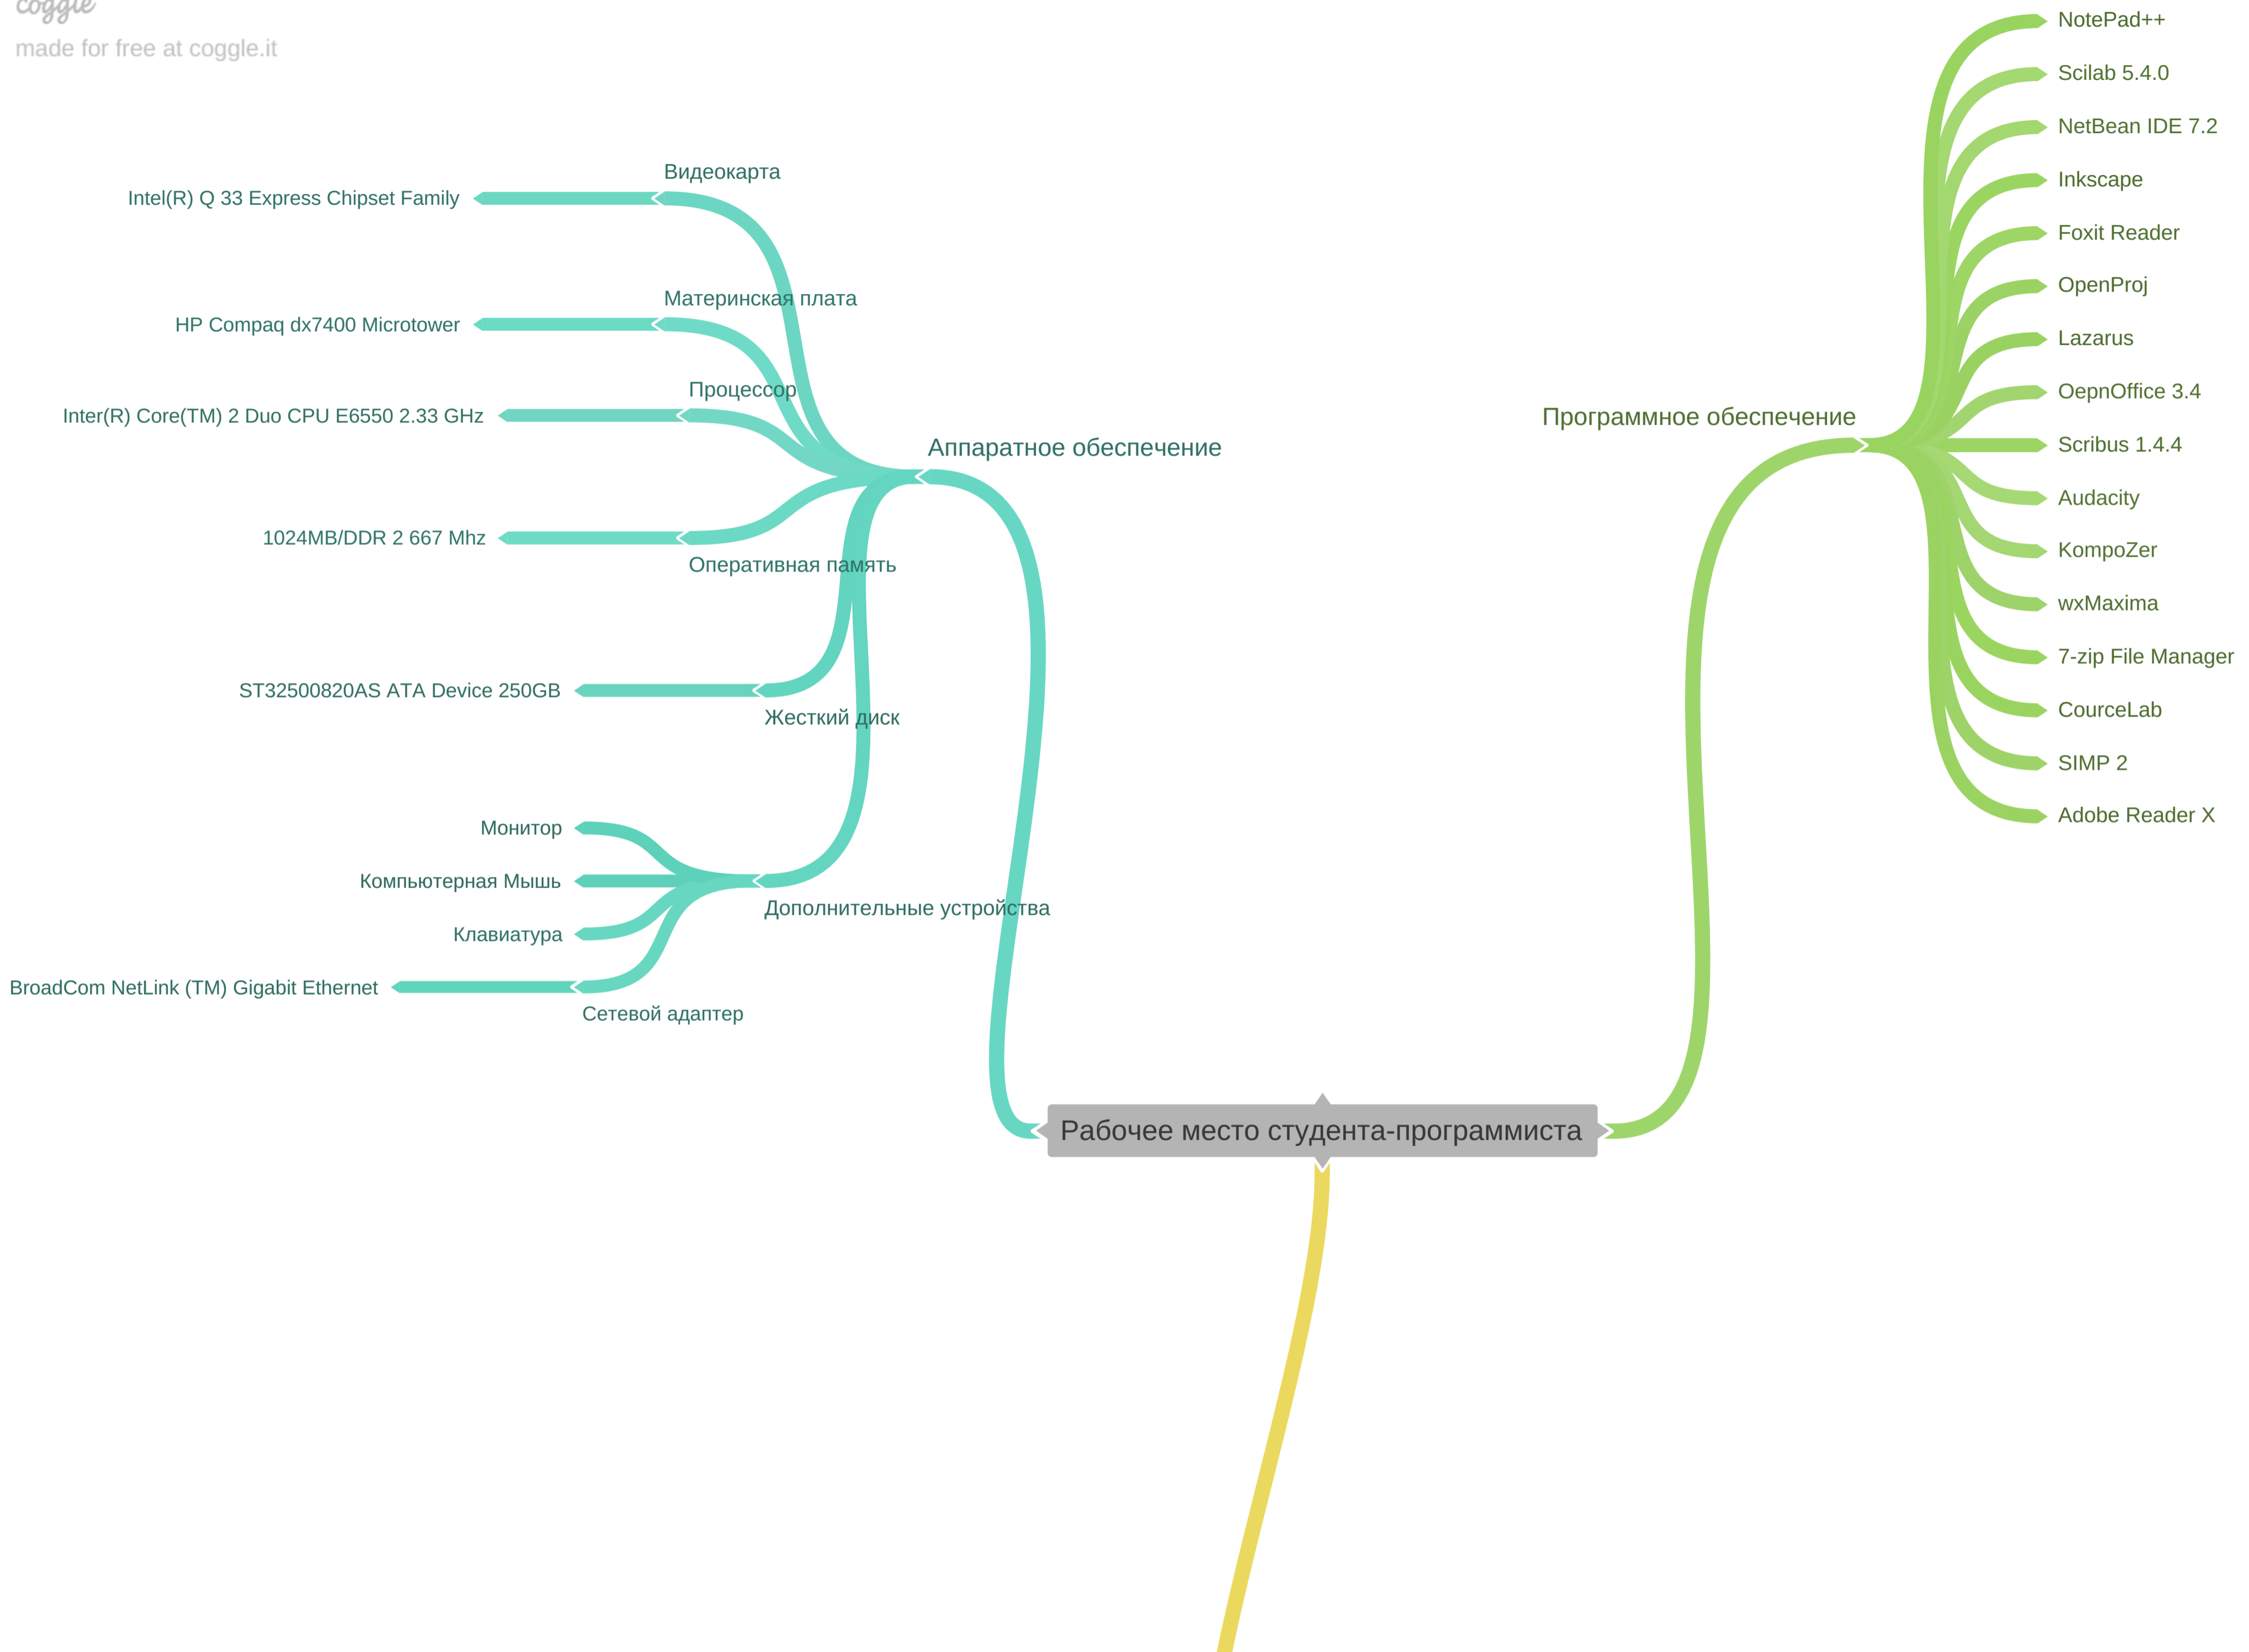 coggle
made for free at coggle.it
Видеокарта
Intel(R) Q 33 Express Chipset Family
Материнская плата
HP Compaq dx7400 Microtower
Процессор
Inter(R) Core(TM) 2 Duo CPU E6550 2.33 GHz
Аппаратное обеспечение
1024MB/DDR 2 667 Mhz
Оперативная память
ST32500820AS ATA Device 250GB
Жесткий диск
Монитор
Компьютерная Мышь
Дополнительные устройства
Клавиатура
BroadCom NetLink (TM) Gigabit Ethernet
Сетевой адаптер
Рабочее место студента-программиста
Программное обеспечение
NotePad++
Scilab 5.4.0
NetBean IDE 7.2
Inkscape
Foxit Reader
OpenProj
Lazarus
OepnOffice 3.4
Scribus 1.4.4
Audacity
KompoZer
wxMaxima
7-zip File Manager
CourceLab
SIMP 2
Adobe Reader X